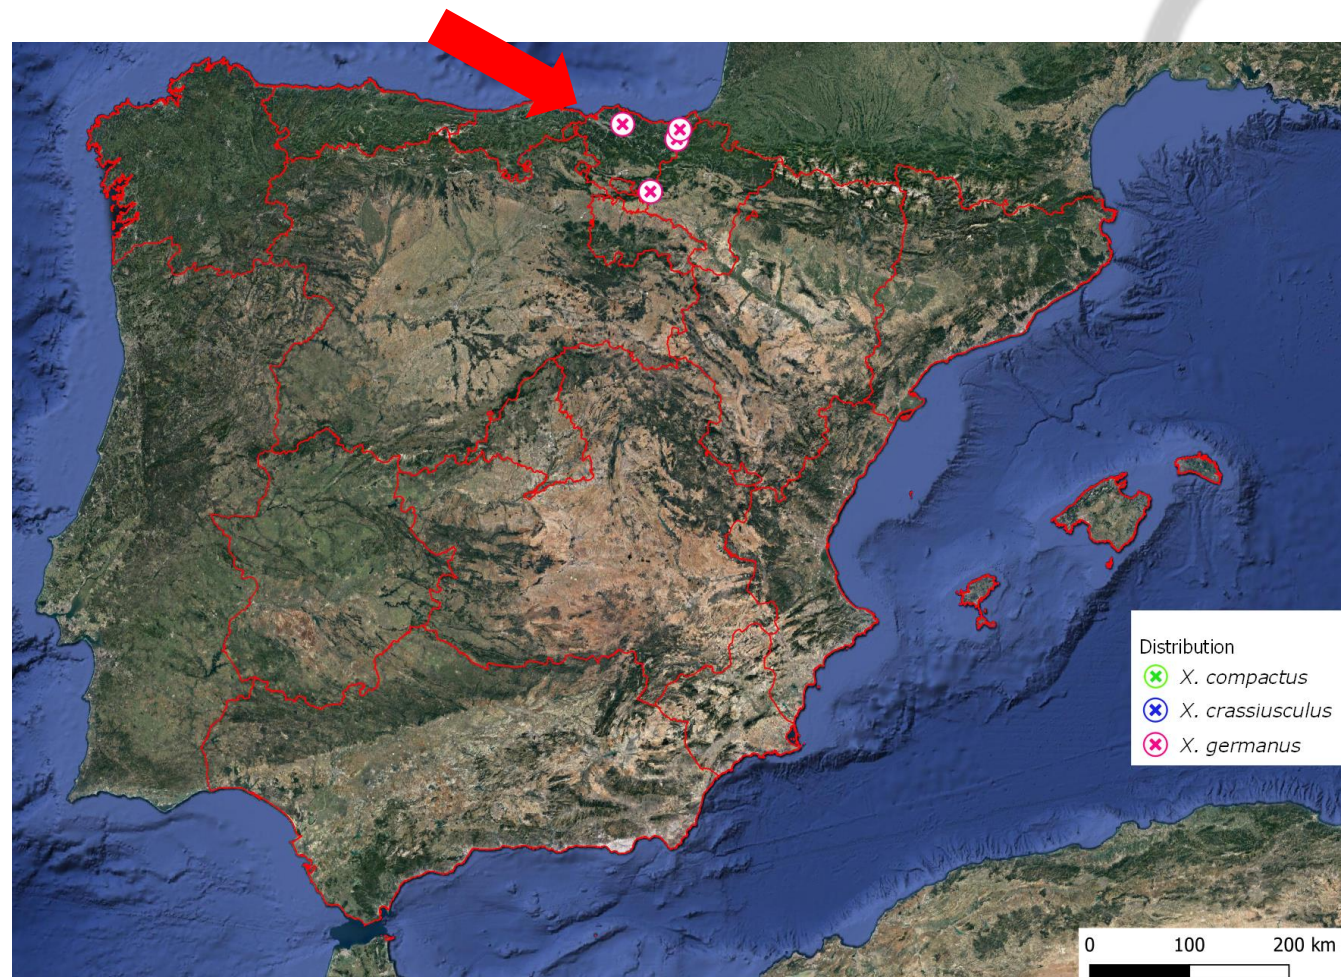 Distribution
X. compactus
X. crassiusculus
X. germanus
0 100 200 km